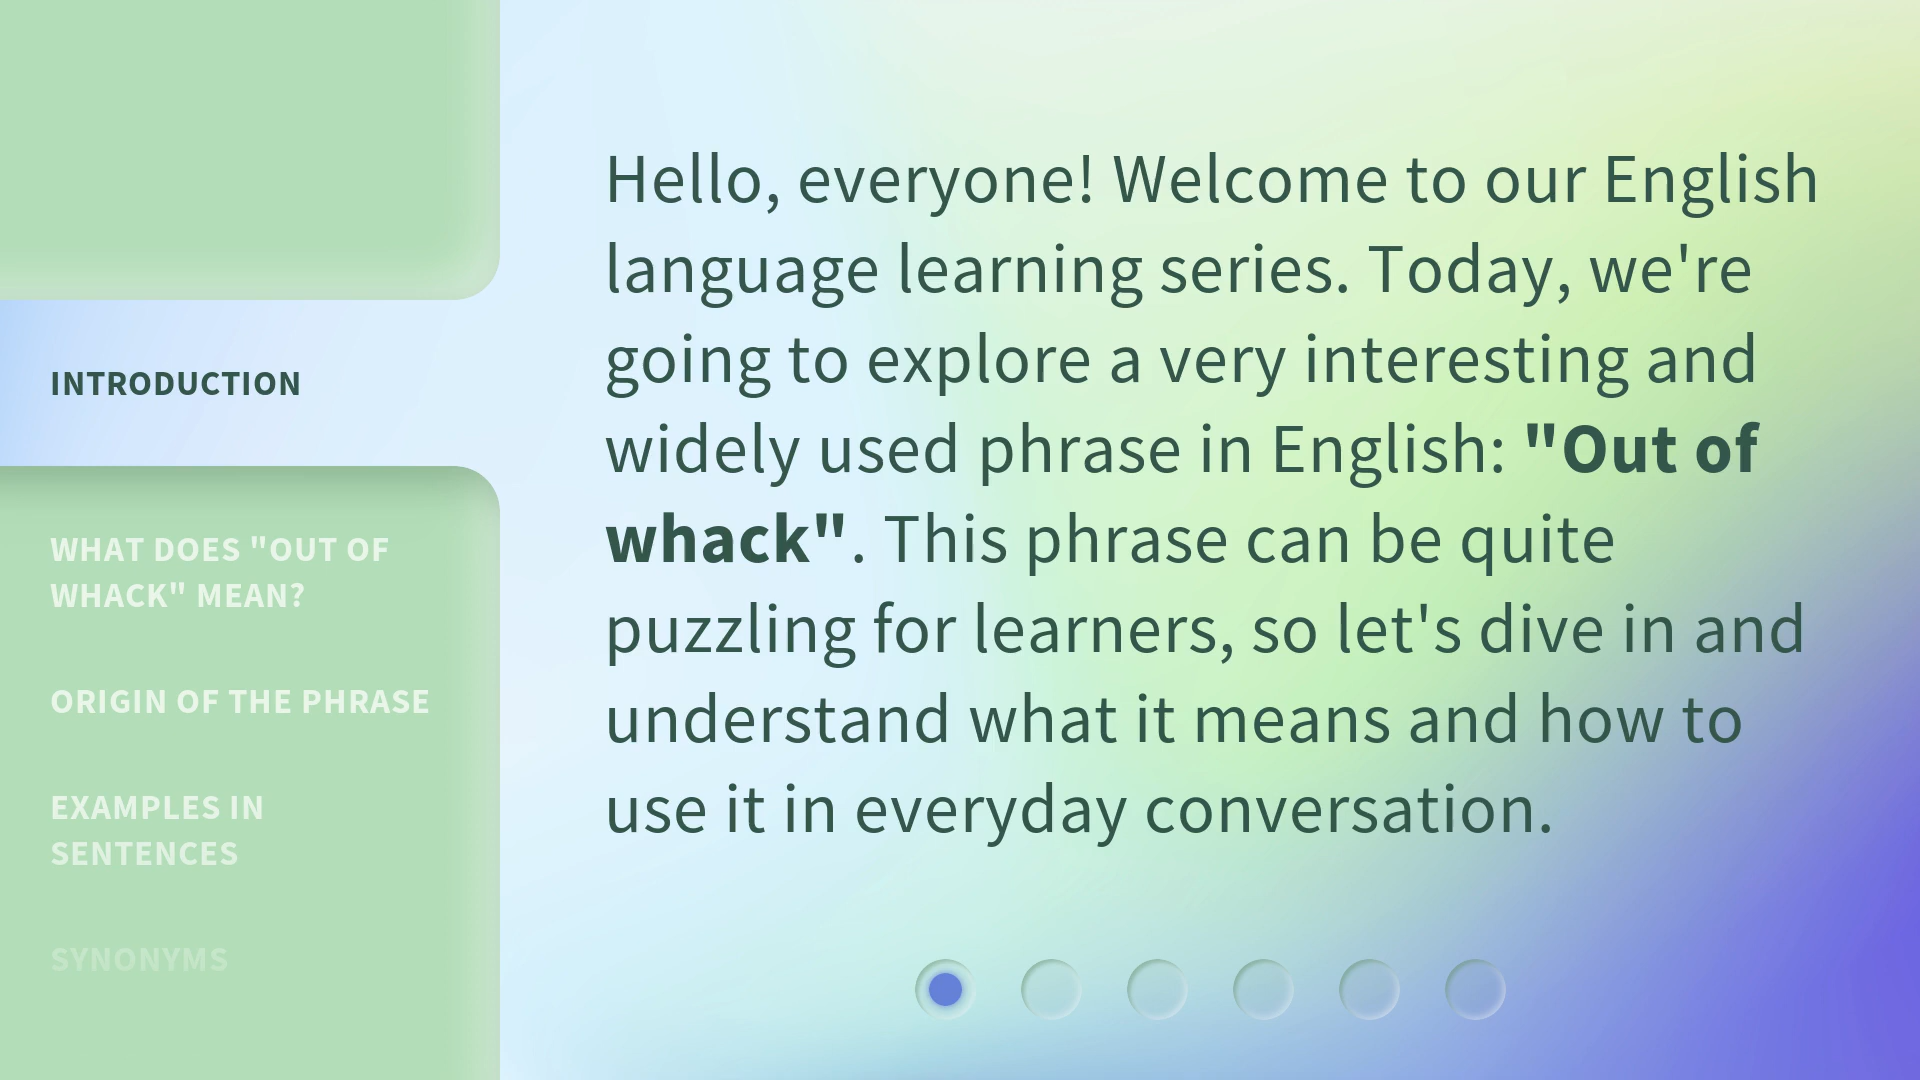 INTRODUCTION
WHAT DOES "OUT OF
WHACK" MEAN?
ORIGIN OF THE PHRASE
EXAMPLES IN
SENTENCES
SYNONYMS
Hello, everyone! Welcome to our English
language learning series. Today, we're
going to explore a very interesting and
widely used phrase in English: "Out of
whack". This phrase can be quite
puzzling for learners, so let's dive in and
understand what it means and how to
use it in everyday conversation.